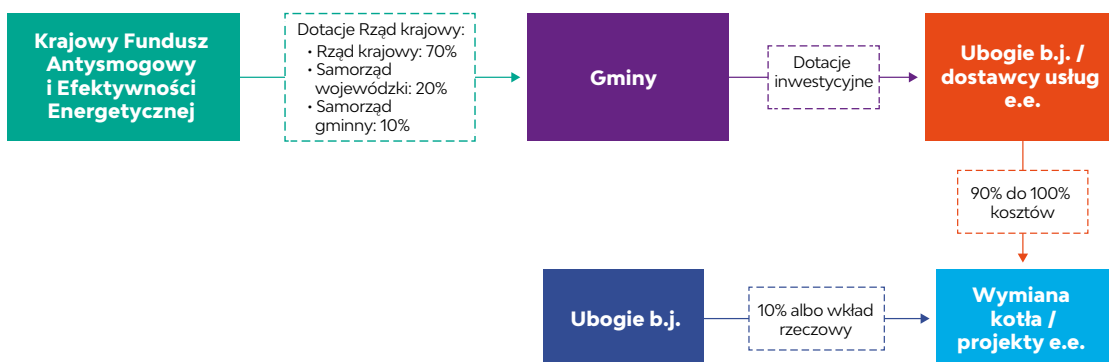 Krajowy Fundusz
Antysmogowy
i Efektywności
Energetycznej
Dotacje Rząd krajowy:
• Rząd krajowy: 70%
• Samorząd
wojewódzki: 20%
• Samorząd
gminny: 10%
Gminy
Dotacje
inwestycyjne
Ubogie b.j. /
dostawcy usług
e.e.
90% do 100%
kosztów
Ubogie b.j.
10% albo wkład
rzeczowy
Wymiana
kotła /
projekty e.e.